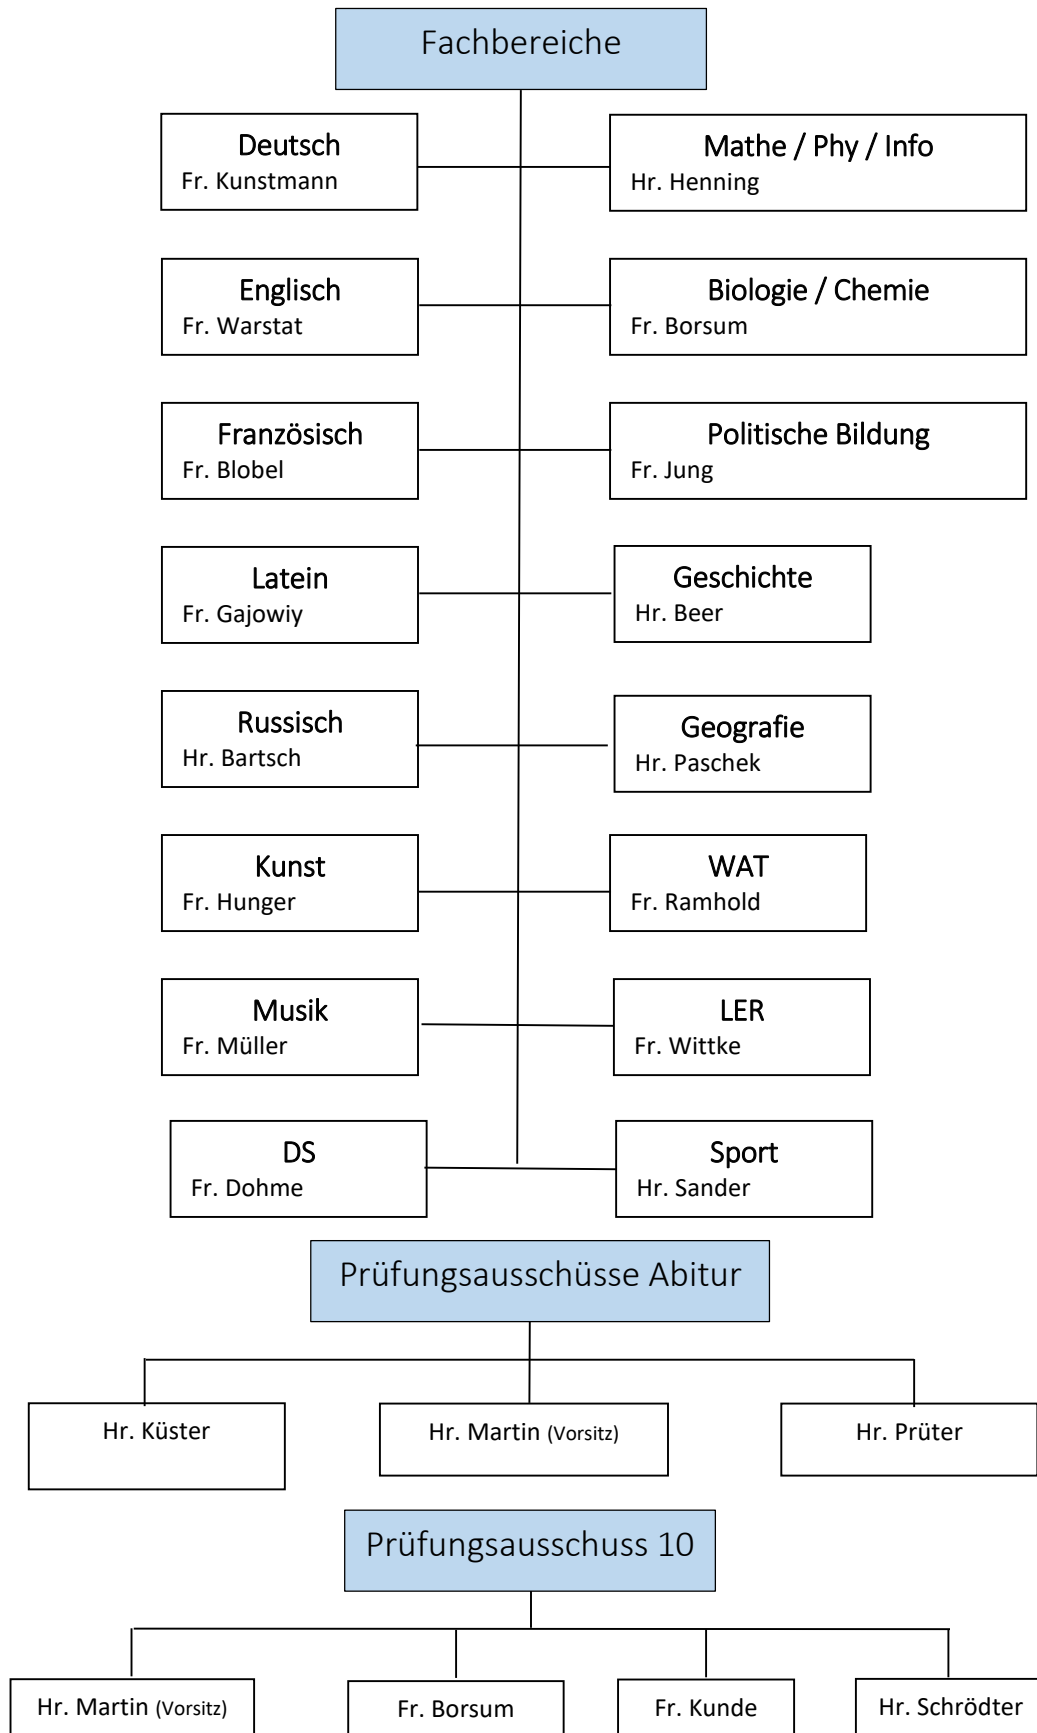 Fachbereiche
Deutsch
Fr. Kunstmann
Mathe / Phy / Info
Hr. Henning
Englisch
Fr. Warstat
Biologie / Chemie
Fr. Borsum
Französisch
Fr. Blobel
Politische Bildung
Fr. Jung
Latein
Fr. Gajowiy
Geschichte
Hr. Beer
Russisch
Hr. Bartsch
Geografie
Hr. Paschek
Kunst
Fr. Hunger
WAT
Fr. Ramhold
Musik
Fr. Müller
LER
Fr. Wittke
DS
Fr. Dohme
Sport
Hr. Sander
Prüfungsausschüsse Abitur
Hr. Küster
Hr. Martin (Vorsitz)
Hr. Prüter
Prüfungsausschuss 10
Hr. Martin (Vorsitz)
Fr. Borsum
Fr. Kunde
Hr. Schrödter